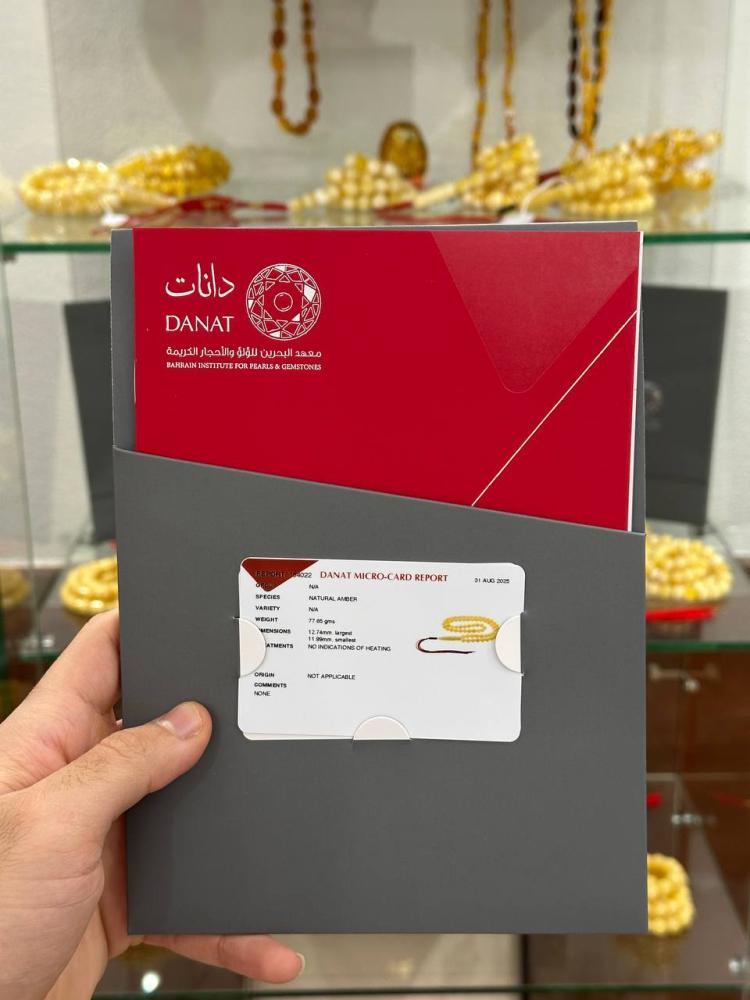 دانات
DANAT
معهد البحرين للؤلؤ والأحجار الكريمة
BAHRAIN INSTITUTE FOR PEARLS & GEMSTONES
DANAT MICRO-CARD REPORT 31 AUG 2025
N/A
SPECIES NATURAL AMBER
VARIETY N/A
WEIGHT 77.65 gms
12.74mm. largest
11.99mm. smallest
NO INDICATIONS OF HEATING
ORIGIN NOT APPLICABLE
COMMENTS
NONE